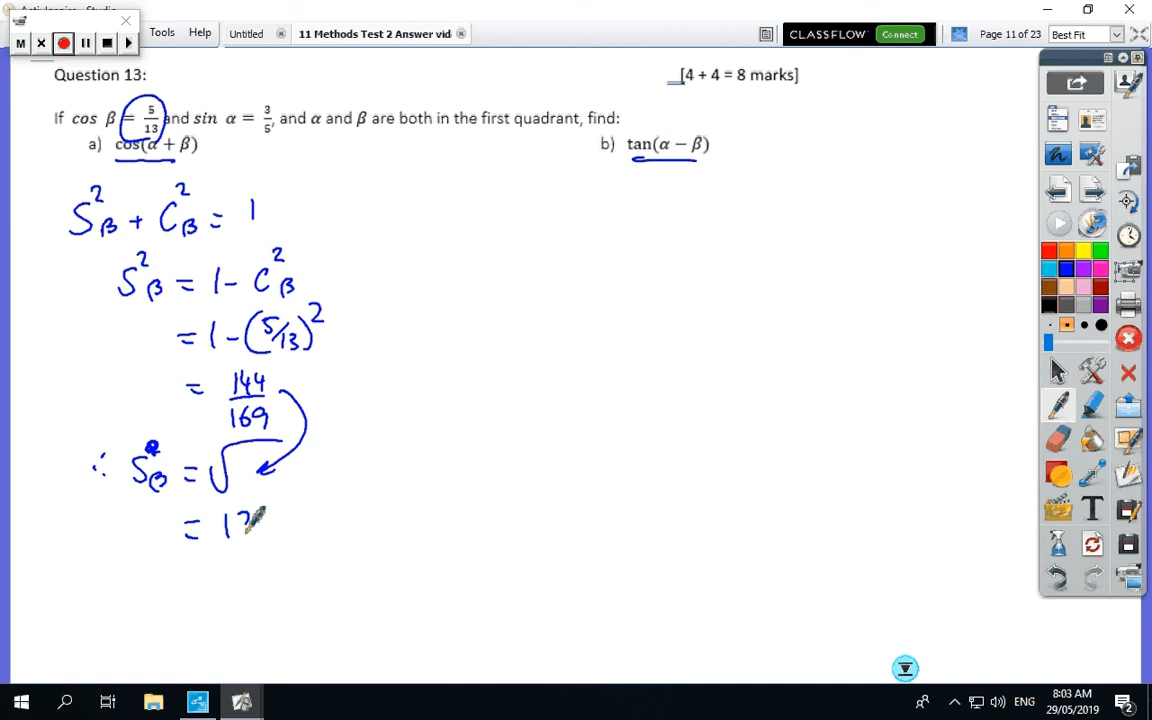 Tools Help Untitled 11 Methods Test 2 Answer vid CLASSFLOW Connect Page 11 of 23 Best Fit
M
Question 13: [4 + 4 = 8 marks]
If cos β = 5/13 and sin α = 3/5, and α and β are both in the first quadrant, find:
a) cos(α + β) b) tan(α − β)
S²β + C²β = 1
S²β = 1 - C²β
= 1 - (5/13)²
= 144/169
∴ Sβ = √
= 12
8:03 AM
ENG
29/05/2019
2